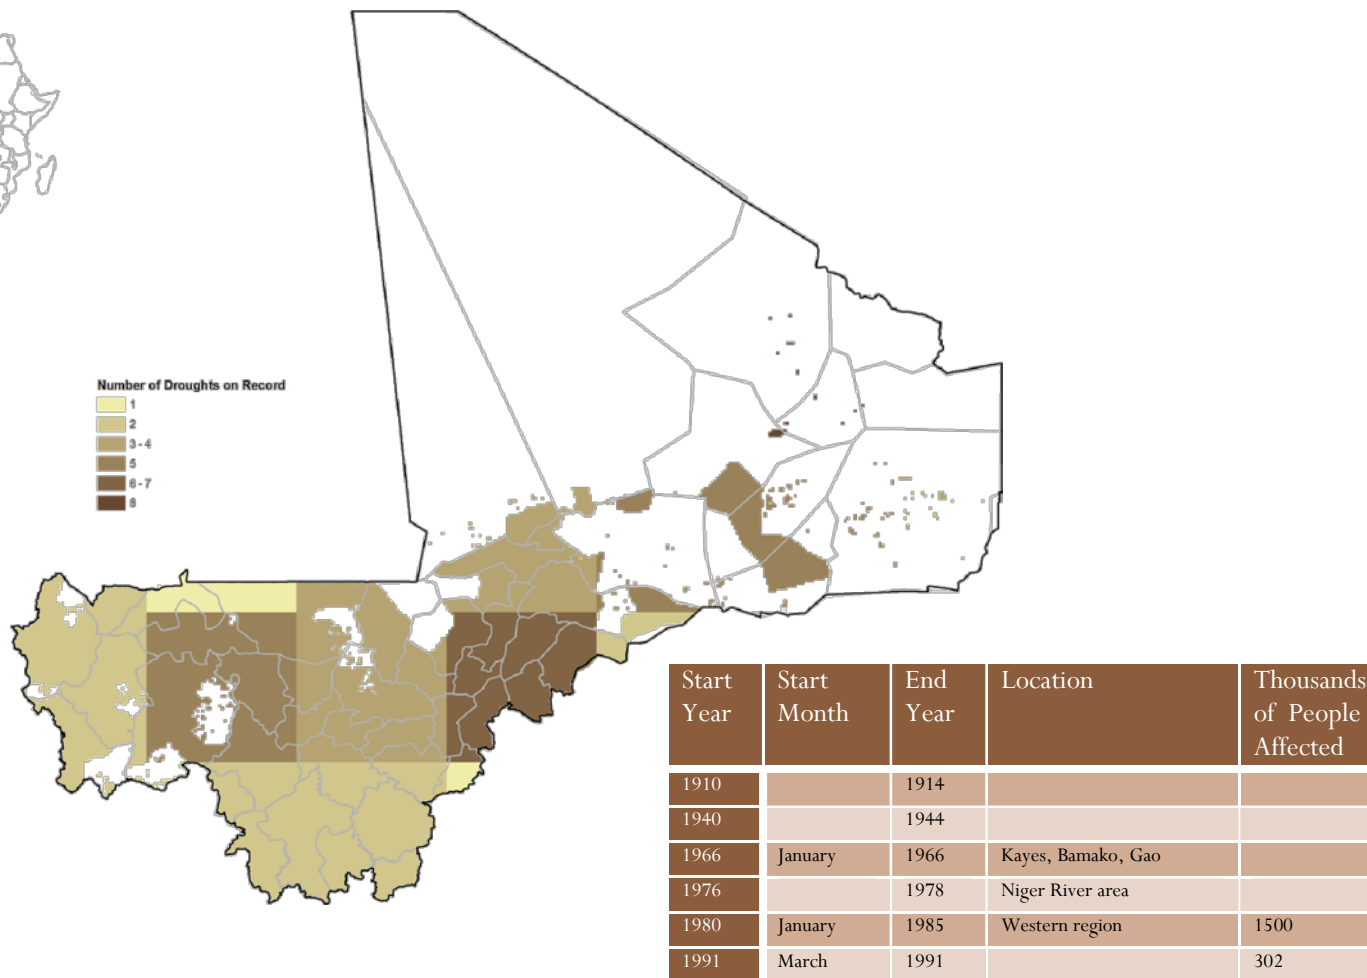 Number of Droughts on Record
1
2
3 - 4
5
6 - 7
8
Start Year Start Month End Year Location Thousands of People Affected
1910 1914
1940 1944
1966 January 1966 Kayes, Bamako, Gao
1976 1978 Niger River area
1980 January 1985 Western region 1500
1991 March 1991 302